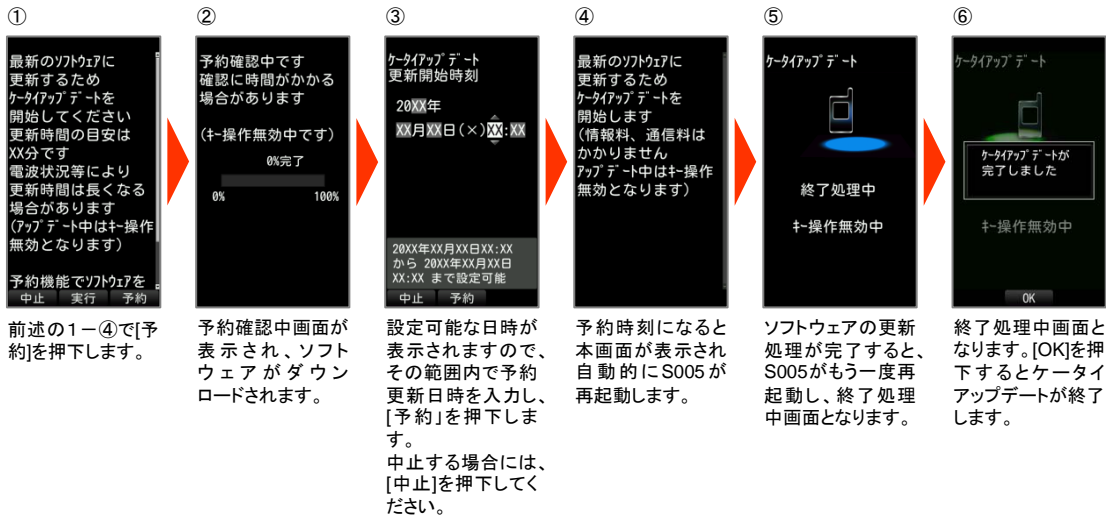 ①
最新のソフトウェアに
更新するため
ケータイアップデートを
開始してください
更新時間の目安は
XX分です
電波状況等により
更新時間は長くなる
場合があります
(アップデート中はキー操作
無効となります)
予約機能でソフトウェアを
中止 実行 予約
前述の1-④で[予
約]を押下します。
②
予約確認中です
確認に時間がかかる
場合があります
(キー操作無効中です)
0%完了
0% 100%
予約確認中画面が
表示され、ソフト
ウェアがダウン
ロードされます。
③
ケータイアップデート
更新開始時刻
20XX年
XX月XX日(×)XX:XX
20XX年XX月XX日XX:XX
から 20XX年XX月XX日
XX:XX まで設定可能
中止 予約
設定可能な日時が
表示されますので、
その範囲内で予約
更新日時を入力し、
[予約」を押下しま
す。
中止する場合には、
[中止]を押下してく
ださい。
④
最新のソフトウェアに
更新するため
ケータイアップデートを
開始します
(情報料、通信料は
かかりません
アップデート中はキー操作
無効となります)
予約時刻になると
本画面が表示され
自動的にS005が
再起動します。
⑤
ケータイアップデート
終了処理中
キー操作無効中
ソフトウェアの更新
処理が完了すると、
S005がもう一度再
起動し、終了処理
中画面となります。
⑥
ケータイアップデート
ケータイアップデートが
完了しました
キー操作無効中
OK
終了処理中画面と
なります。[OK]を押
下するとケータイ
アップデートが終了
します。